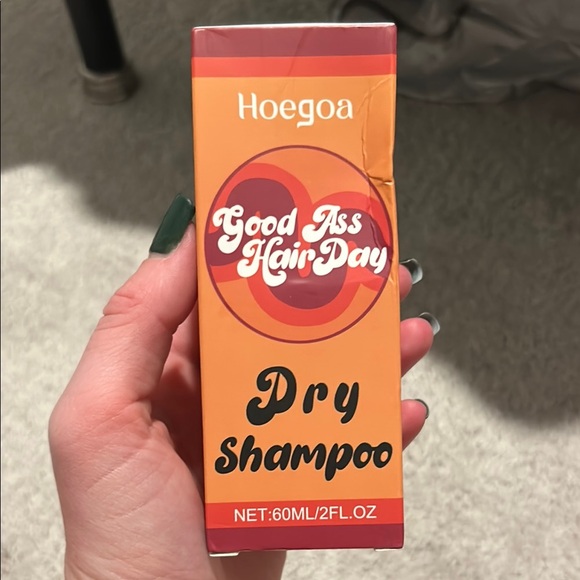 Hoegoa
Good Ass
Hair Day
Dry
Shampoo
NET:60ML/2FL.OZ